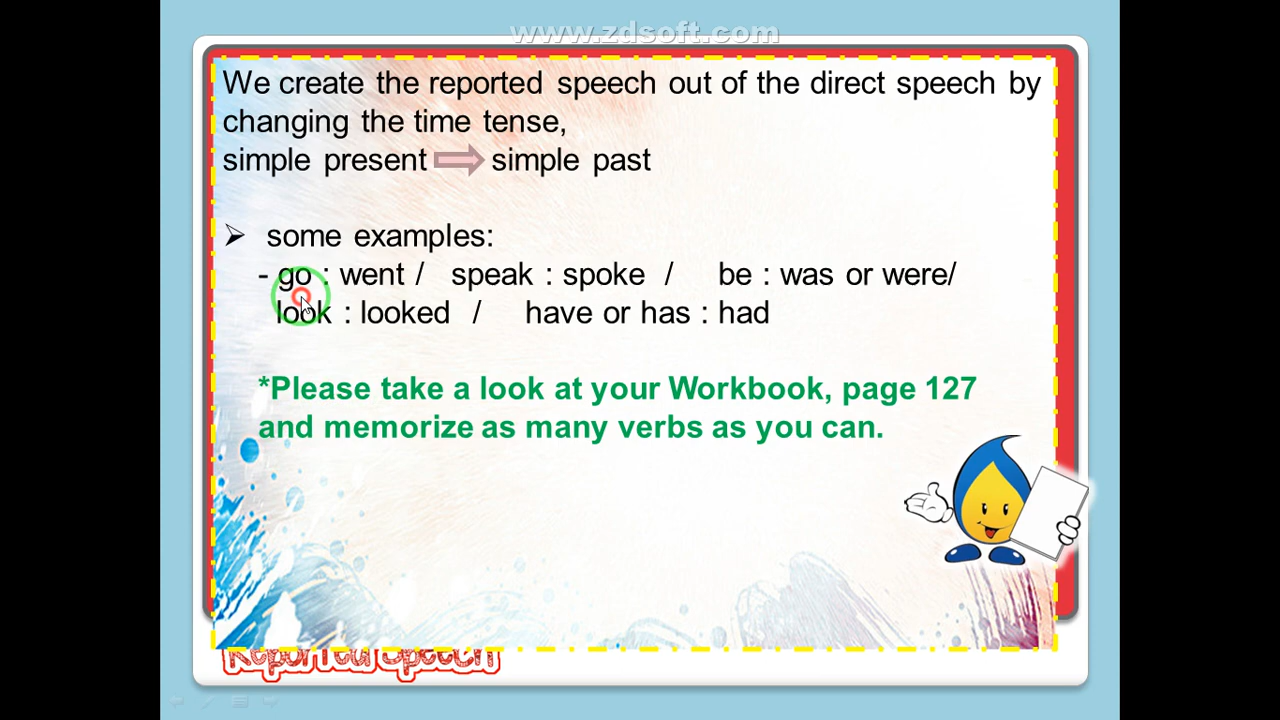 www.zdsoft.com
We create the reported speech out of the direct speech by
changing the time tense,
simple present simple past
some examples:
- go : went / speak : spoke / be : was or were/
look : looked / have or has : had
*Please take a look at your Workbook, page 127
and memorize as many verbs as you can.
Reported Speech